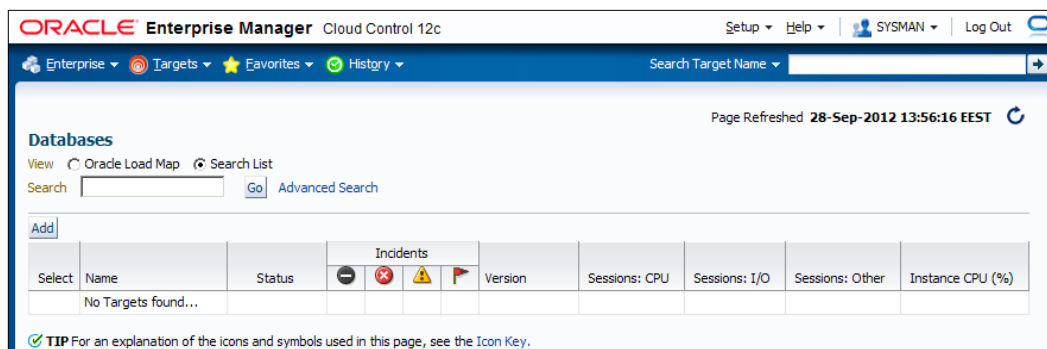 ORACLE Enterprise Manager Cloud Control 12c Setup Help SYSMAN Log Out
Enterprise Targets Favorites History Search Target Name
Page Refreshed 28-Sep-2012 13:56:16 EEST
Databases
View Oracle Load Map Search List
Search Go Advanced Search
Add
Incidents
Select Name Status Version Sessions: CPU Sessions: I/O Sessions: Other Instance CPU (%)
No Targets found...
TIP For an explanation of the icons and symbols used in this page, see the Icon Key.